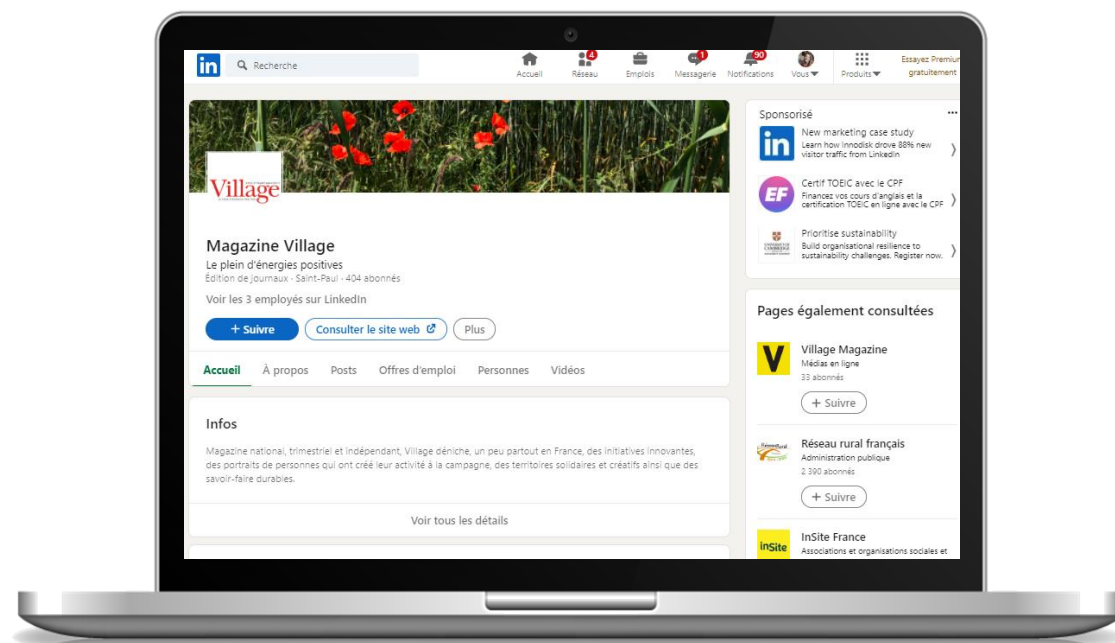 in
Recherche
4
1
90
Accueil
Réseau
Emplois
Messagerie
Notifications
Vous
Produits
Essayez Premium
gratuitement
Village
Magazine Village
Le plein d'énergies positives
Édition de journaux - Saint-Paul - 404 abonnés
Voir les 3 employés sur LinkedIn
+ Suivre
Consulter le site web
Plus
Accueil
À propos
Posts
Offres d'emploi
Personnes
Vidéos
Infos
Magazine national, trimestriel et indépendant, Village déniche, un peu partout en France, des initiatives innovantes,
des portraits de personnes qui ont créé leur activité à la campagne, des territoires solidaires et créatifs ainsi que des
savoir-faire durables.
Voir tous les détails
Sponsorisé
in
New marketing case study
Learn how Innodisk drove 88% new
visitor traffic from LinkedIn
EF
Certif TOEIC avec le CPF
Financez vos cours d'anglais et la
certification TOEIC en ligne avec le CPF
Prioritise sustainability
Build organisational resilience to
sustainability challenges. Register now.
Pages également consultées
V
Village Magazine
Médias en ligne
33 abonnés
+ Suivre
Réseau rural français
Administration publique
2 390 abonnés
+ Suivre
inSite
InSite France
Associations et organisations sociales et